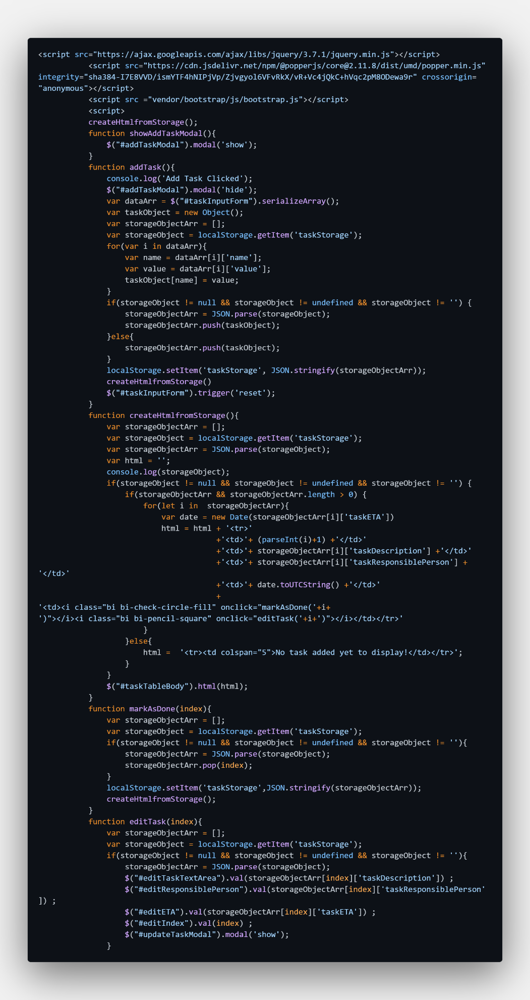 <script src="https://ajax.googleapis.com/ajax/libs/jquery/3.7.1/jquery.min.js"></script>
<script src="https://cdn.jsdelivr.net/npm/@popperjs/core@2.11.8/dist/umd/popper.min.js"
integrity="sha384-I7E8VVD/ismYTF4hNIPjVp/Zjvgyol6VFvRkX/vR+Vc4jQkC+hVqc2pM8ODewa9r" crossorigin=
"anonymous"></script>
<script src ="vendor/bootstrap/js/bootstrap.js"></script>
<script>
createHtmlfromStorage();
function showAddTaskModal(){
$("#addTaskModal").modal('show');
}
function addTask(){
console.log('Add Task Clicked');
$("#addTaskModal").modal('hide');
var dataArr = $("#taskInputForm").serializeArray();
var taskObject = new Object();
var storageObjectArr = [];
var storageObject = localStorage.getItem('taskStorage');
for(var i in dataArr){
var name = dataArr[i]['name'];
var value = dataArr[i]['value'];
taskObject[name] = value;
}
if(storageObject != null && storageObject != undefined && storageObject != '') {
storageObjectArr = JSON.parse(storageObject);
storageObjectArr.push(taskObject);
}else{
storageObjectArr.push(taskObject);
}
localStorage.setItem('taskStorage', JSON.stringify(storageObjectArr));
createHtmlfromStorage()
$("#taskInputForm").trigger('reset');
}
function createHtmlfromStorage(){
var storageObjectArr = [];
var storageObject = localStorage.getItem('taskStorage');
var storageObjectArr = JSON.parse(storageObject);
var html = '';
console.log(storageObject);
if(storageObject != null && storageObject != undefined && storageObject != '') {
if(storageObjectArr && storageObjectArr.length > 0) {
for(let i in  storageObjectArr){
var date = new Date(storageObjectArr[i]['taskETA'])
html = html + '<tr>'
+'<td>'+ (parseInt(i)+1) +'</td>'
+'<td>'+ storageObjectArr[i]['taskDescription'] +'</td>'
+'<td>'+ storageObjectArr[i]['taskResponsiblePerson'] +
'</td>'
+'<td>'+ date.toUTCString() +'</td>'
+
'<td><i class="bi bi-check-circle-fill" onclick="markAsDone('+i+
')"></i><i class="bi bi-pencil-square" onclick="editTask('+i+')"></i></td></tr>'
}
}else{
html =  '<tr><td colspan="5">No task added yet to display!</td></tr>';
}
}
$("#taskTableBody").html(html);
}
function markAsDone(index){
var storageObjectArr = [];
var storageObject = localStorage.getItem('taskStorage');
if(storageObject != null && storageObject != undefined && storageObject != ''){
storageObjectArr = JSON.parse(storageObject);
storageObjectArr.pop(index);
}
localStorage.setItem('taskStorage',JSON.stringify(storageObjectArr));
createHtmlfromStorage();
}
function editTask(index){
var storageObjectArr = [];
var storageObject = localStorage.getItem('taskStorage');
if(storageObject != null && storageObject != undefined && storageObject != ''){
storageObjectArr = JSON.parse(storageObject);
$("#editTaskTextArea").val(storageObjectArr[index]['taskDescription']) ;
$("#editResponsiblePerson").val(storageObjectArr[index]['taskResponsiblePerson'
]) ;
$("#editETA").val(storageObjectArr[index]['taskETA']) ;
$("#editIndex").val(index) ;
$("#updateTaskModal").modal('show');
}